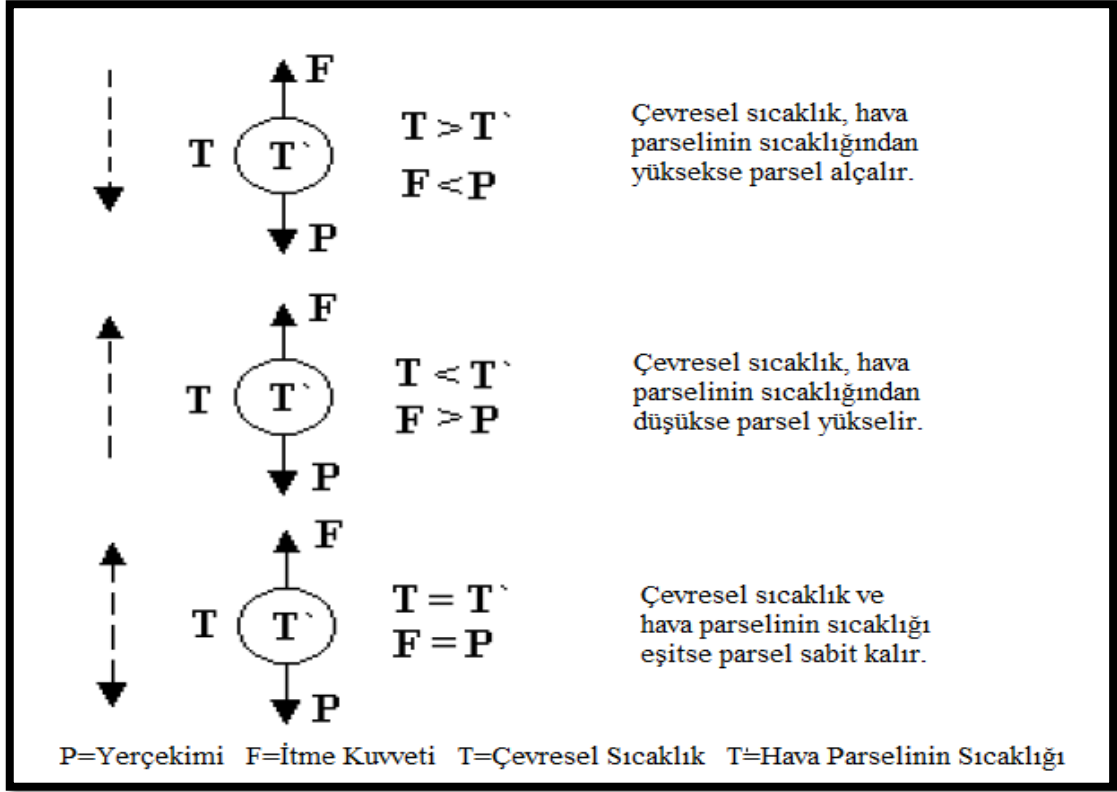 F
T T`
P
T > T`
F < P
Çevresel sıcaklık, hava
parselinin sıcaklığından
yüksekse parsel alçalır.
F
T T`
P
T < T`
F > P
Çevresel sıcaklık, hava
parselinin sıcaklığından
düşükse parsel yükselir.
F
T T`
P
T = T`
F = P
Çevresel sıcaklık ve
hava parselinin sıcaklığı
eşitse parsel sabit kalır.
P=Yerçekimi F=İtme Kuvveti T=Çevresel Sıcaklık T'=Hava Parselinin Sıcaklığı